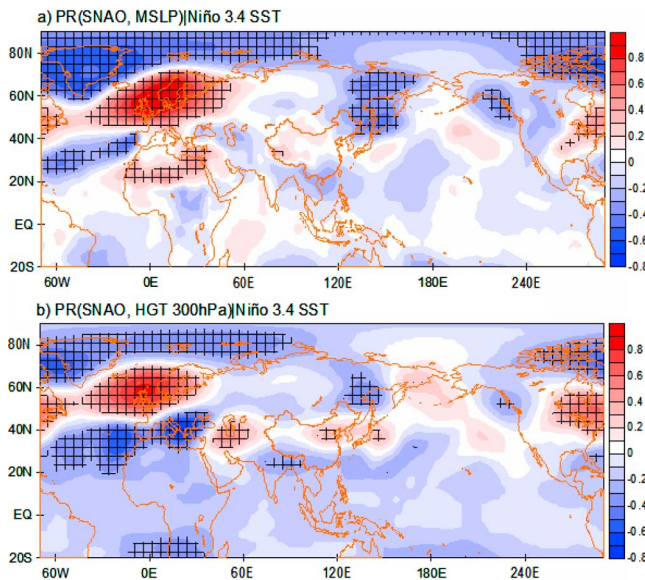 a) PR(SNAO, MSLP)|Niño 3.4 SST
80N
60N
40N
20N
EQ
20S
60W 0E 60E 120E 180E 240E
0.8
0.6
0.4
0.2
0
-0.2
-0.4
-0.6
-0.8
b) PR(SNAO, HGT 300hPa)|Niño 3.4 SST
80N
60N
40N
20N
EQ
20S
60W 0E 60E 120E 180E 240E
0.8
0.6
0.4
0.2
0
-0.2
-0.4
-0.6
-0.8